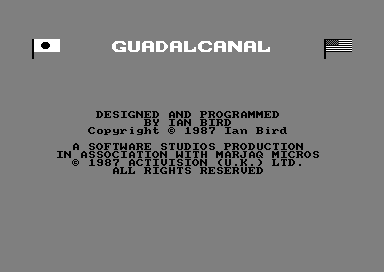 GUADALCANAL
DESIGNED AND PROGRAMMED
BY IAN BIRD
Copyright © 1987 Ian Bird
A SOFTWARE STUDIOS PRODUCTION
IN ASSOCIATION WITH MARJAQ MICROS
© 1987 ACTIVISION (U.K.) LTD.
ALL RIGHTS RESERVED